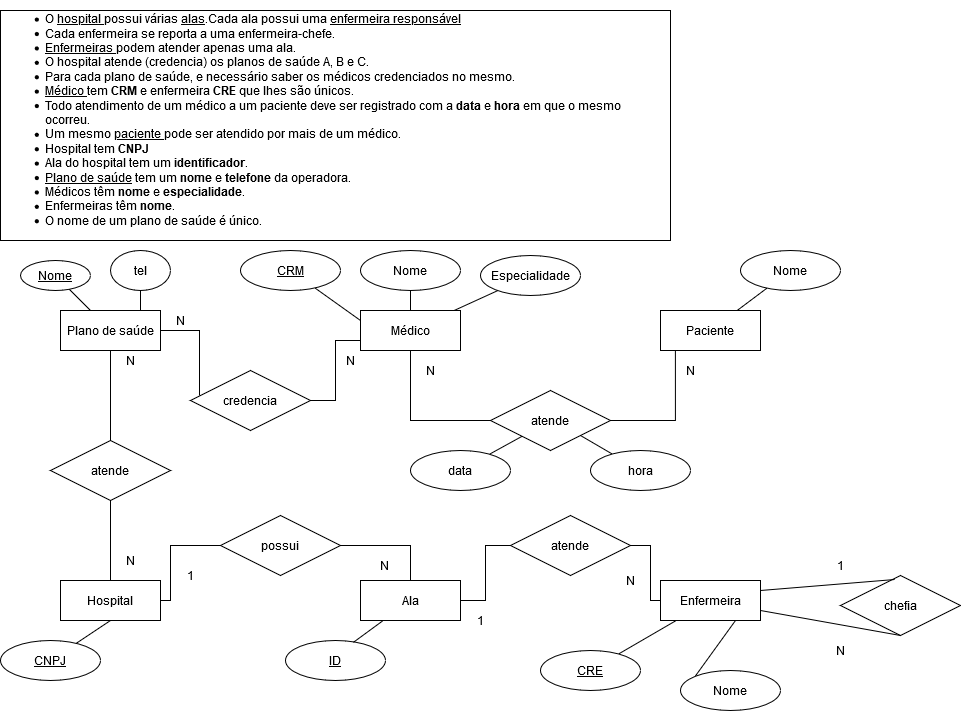 O hospital possui várias alas.Cada ala possui uma enfermeira responsável
Cada enfermeira se reporta a uma enfermeira-chefe.
Enfermeiras podem atender apenas uma ala.
O hospital atende (credencia) os planos de saúde A, B e C.
Para cada plano de saúde, e necessário saber os médicos credenciados no mesmo.
Médico tem CRM e enfermeira CRE que lhes são únicos.
Todo atendimento de um médico a um paciente deve ser registrado com a data e hora em que o mesmo
ocorreu.
Um mesmo paciente pode ser atendido por mais de um médico.
Hospital tem CNPJ
Ala do hospital tem um identificador.
Plano de saúde tem um nome e telefone da operadora.
Médicos têm nome e especialidade.
Enfermeiras têm nome.
O nome de um plano de saúde é único.
Nome
tel
CRM
Nome
Especialidade
Nome
Plano de saúde
N
Médico
Paciente
N
N
N
N
credencia
atende
data
hora
atende
possui
atende
N
1
N
N
1
Hospital
Ala
1
Enfermeira
chefia
N
CNPJ
ID
CRE
Nome